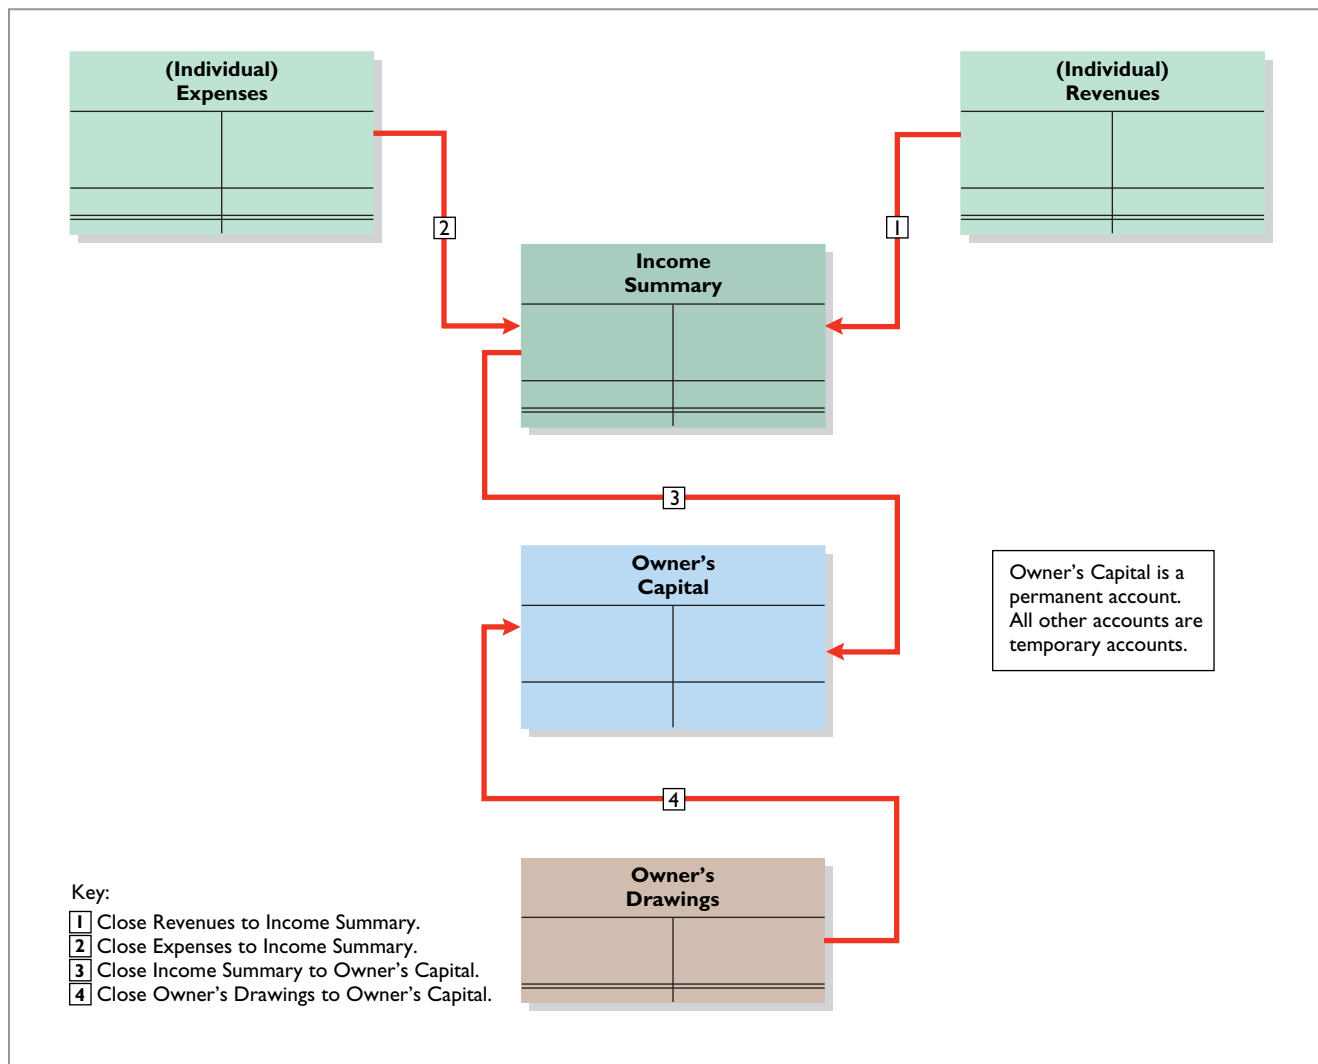 (Individual)
Expenses
(Individual)
Revenues
2
1
Income
Summary
3
Owner's
Capital
Owner's Capital is a
permanent account.
All other accounts are
temporary accounts.
4
Owner's
Drawings
Key:
1 Close Revenues to Income Summary.
2 Close Expenses to Income Summary.
3 Close Income Summary to Owner's Capital.
4 Close Owner's Drawings to Owner's Capital.